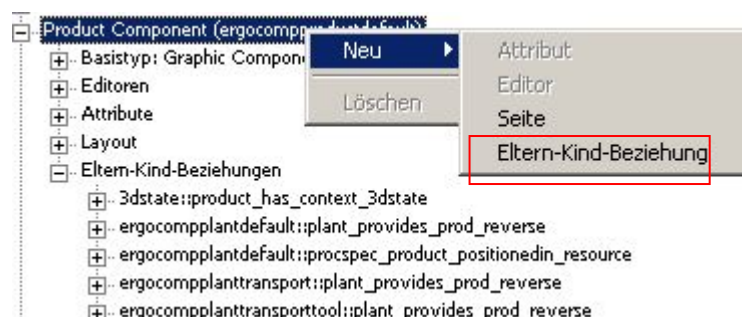 Product Component (ergocomp
Neu
Attribut
Basistyp: Graphic Compon
Editor
Löschen
Editoren
Seite
Attribute
Eltern-Kind-Beziehung
Layout
Eltern-Kind-Beziehungen
3dstate::product_has_context_3dstate
ergocompplantdefault::plant_provides_prod_reverse
ergocompplantdefault::procspec_product_positionedin_resource
ergocompplanttransport::plant_provides_prod_reverse
ergocompplanttransporttool::plant_provides_prod_reverse